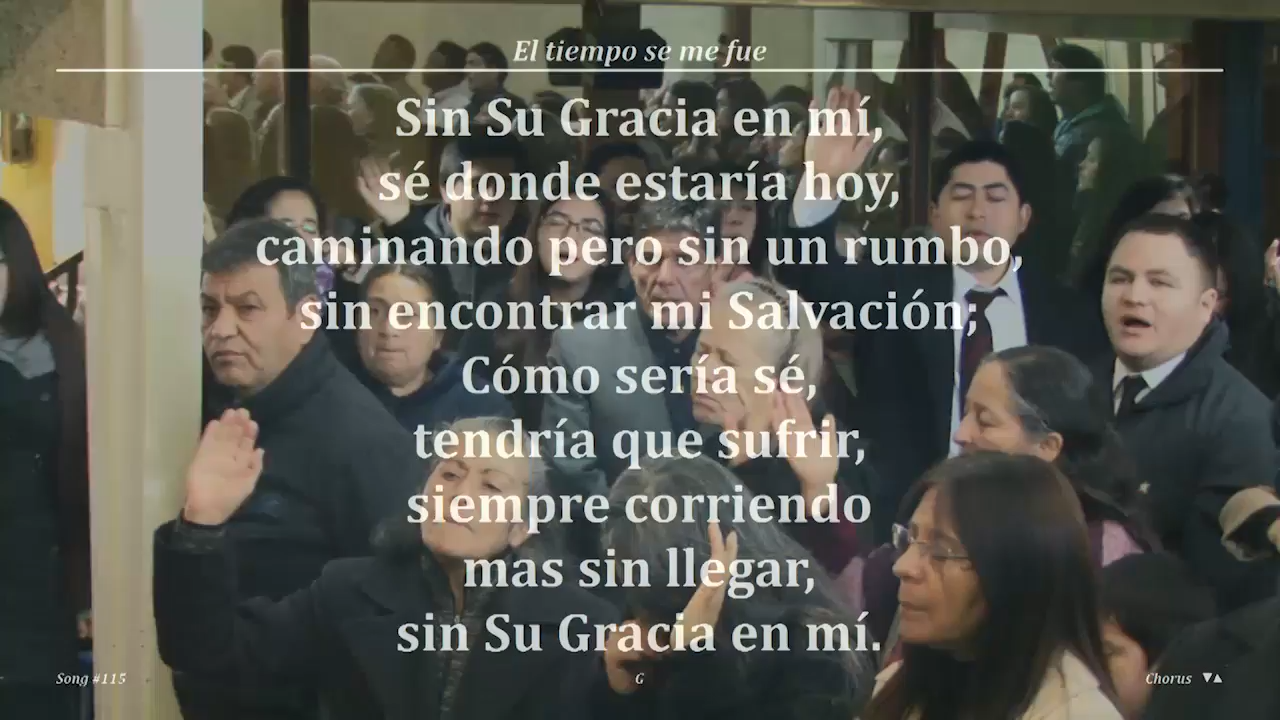 El tiempo se me fue
Sin Su Gracia en mí,
sé donde estaría hoy,
caminando pero sin un rumbo,
sin encontrar mi Salvación;
Cómo sería sé,
tendría que sufrir,
siempre corriendo
mas sin llegar,
sin Su Gracia en mí.
Song #115
G
Chorus ▼▲